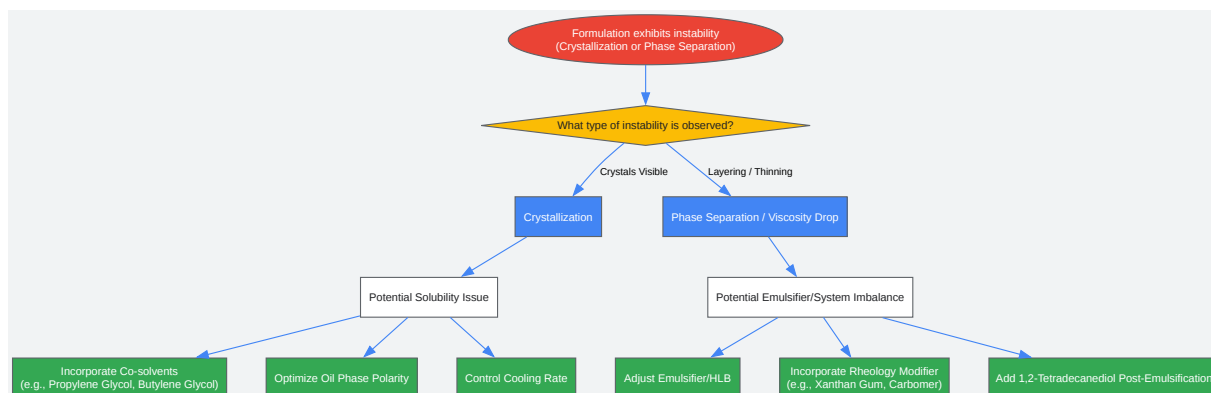 Formulation exhibits instability
(Crystallization or Phase Separation)
What type of instability is observed?
Crystals Visible
Layering / Thinning
Crystallization
Phase Separation / Viscosity Drop
Potential Solubility Issue
Potential Emulsifier/System Imbalance
Incorporate Co-solvents
(e.g., Propylene Glycol, Butylene Glycol)
Optimize Oil Phase Polarity
Control Cooling Rate
Adjust Emulsifier/HLB
Incorporate Rheology Modifier
(e.g., Xanthan Gum, Carbomer)
Add 1,2-Tetradecanediol Post-Emulsification